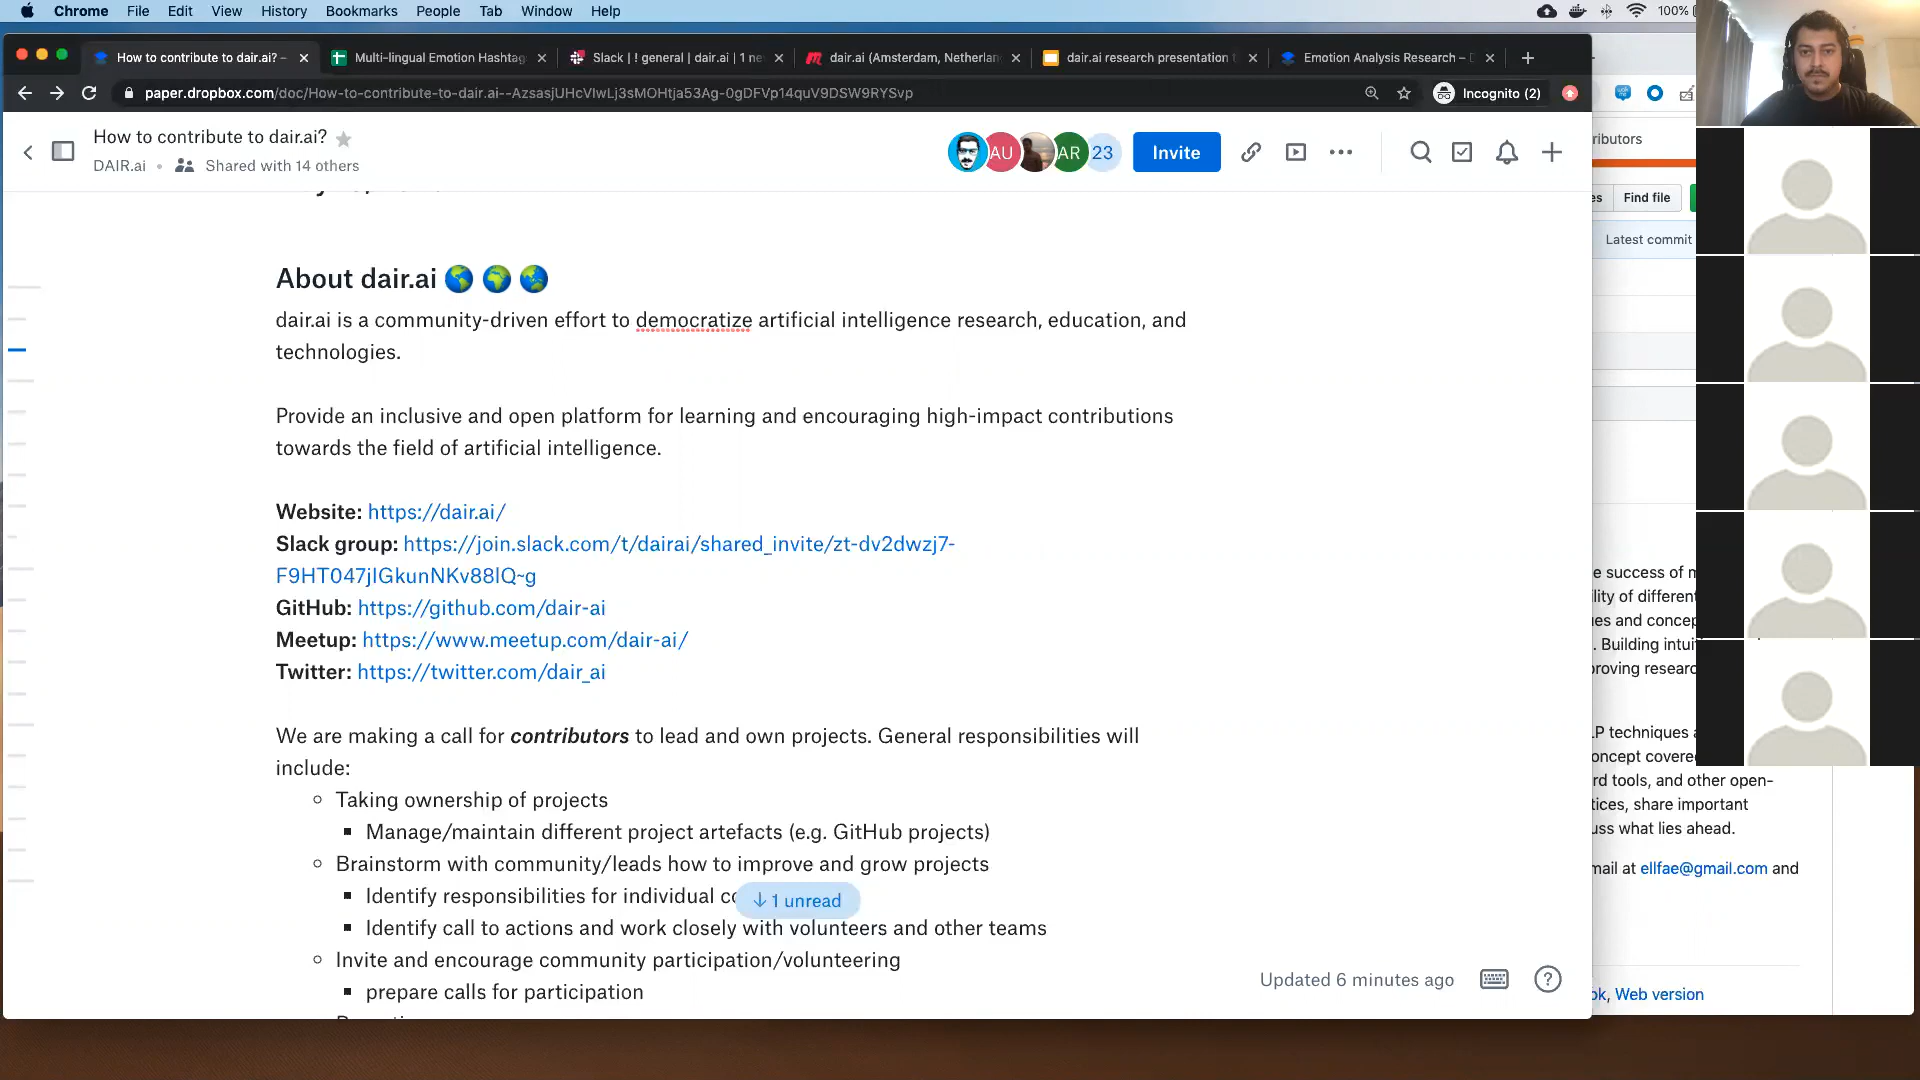 Chrome File Edit View History Bookmarks People Tab Window Help 100%
How to contribute to dair.ai? – Multi-lingual Emotion Hashtag Slack | ! general | dair.ai | 1 ne dair.ai (Amsterdam, Netherlan dair.ai research presentation t Emotion Analysis Research – D
paper.dropbox.com/doc/How-to-contribute-to-dair.ai--AzsasjUHcVIwLj3sMOHtja53Ag-0gDFVp14quV9DSW9RYSvp Incognito (2)
How to contribute to dair.ai?
DAIR.ai • Shared with 14 others
AU AR 23 Invite
ributors
es Find file
Latest commit
About dair.ai 🌎 🌍 🌏
dair.ai is a community-driven effort to democratize artificial intelligence research, education, and
technologies.
Provide an inclusive and open platform for learning and encouraging high-impact contributions
towards the field of artificial intelligence.
Website: https://dair.ai/
Slack group: https://join.slack.com/t/dairai/shared_invite/zt-dv2dwzj7-
F9HT047jIGkunNKv88lQ~g
GitHub: https://github.com/dair-ai
Meetup: https://www.meetup.com/dair-ai/
Twitter: https://twitter.com/dair_ai
We are making a call for contributors to lead and own projects. General responsibilities will
include:
Taking ownership of projects
Manage/maintain different project artefacts (e.g. GitHub projects)
Brainstorm with community/leads how to improve and grow projects
Identify responsibilities for individual co
↓ 1 unread
Identify call to actions and work closely with volunteers and other teams
Invite and encourage community participation/volunteering
prepare calls for participation
Updated 6 minutes ago
e success of m
lity of different
ues and concep
. Building intui
proving researc
LP techniques a
oncept covere
rd tools, and other open-
tices, share important
uss what lies ahead.
mail at ellfae@gmail.com and
ok, Web version